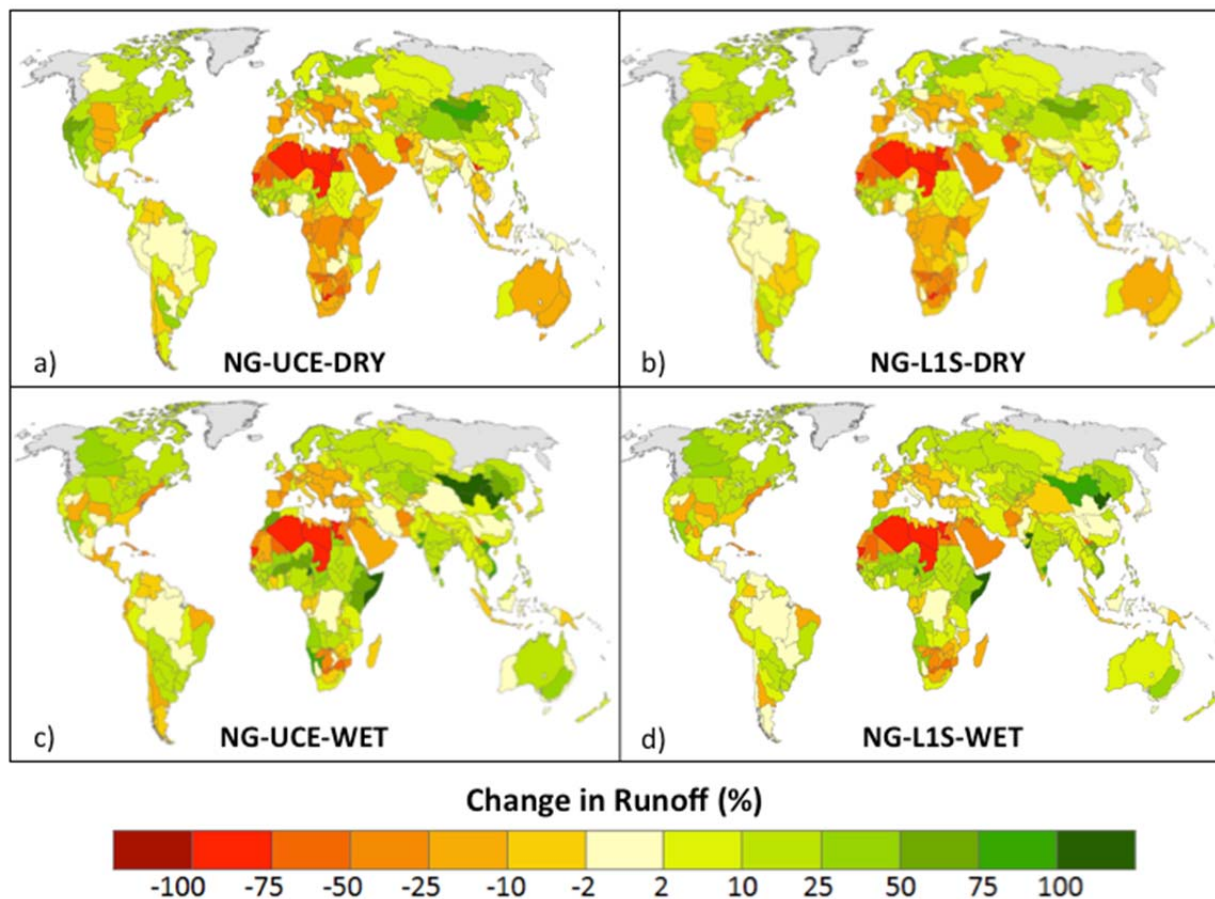 a)
NG-UCE-DRY
b)
NG-L1S-DRY
c)
NG-UCE-WET
d)
NG-L1S-WET
Change in Runoff (%)
-100 -75 -50 -25 -10 -2 2 10 25 50 75 100